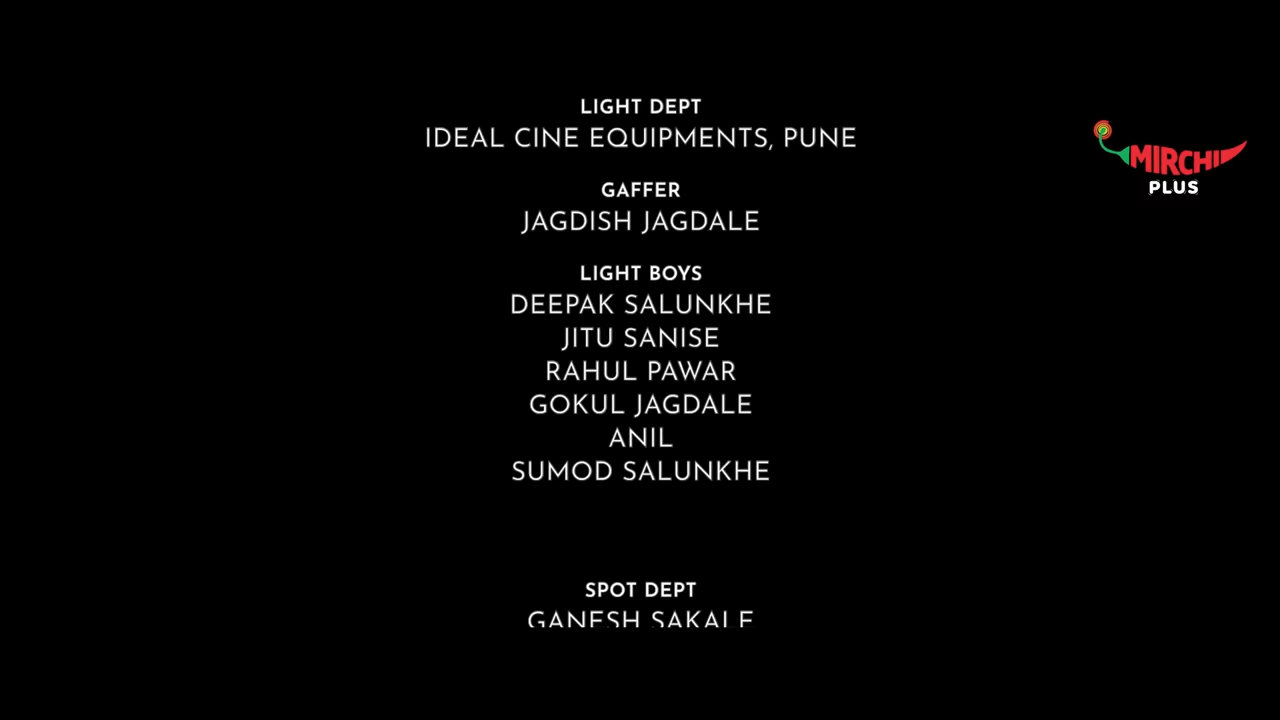 LIGHT DEPT
IDEAL CINE EQUIPMENTS, PUNE
MIRCHI
PLUS
GAFFER
JAGDISH JAGDALE
LIGHT BOYS
DEEPAK SALUNKHE
JITU SANISE
RAHUL PAWAR
GOKUL JAGDALE
ANIL
SUMOD SALUNKHE
SPOT DEPT
GANESH SAKALE